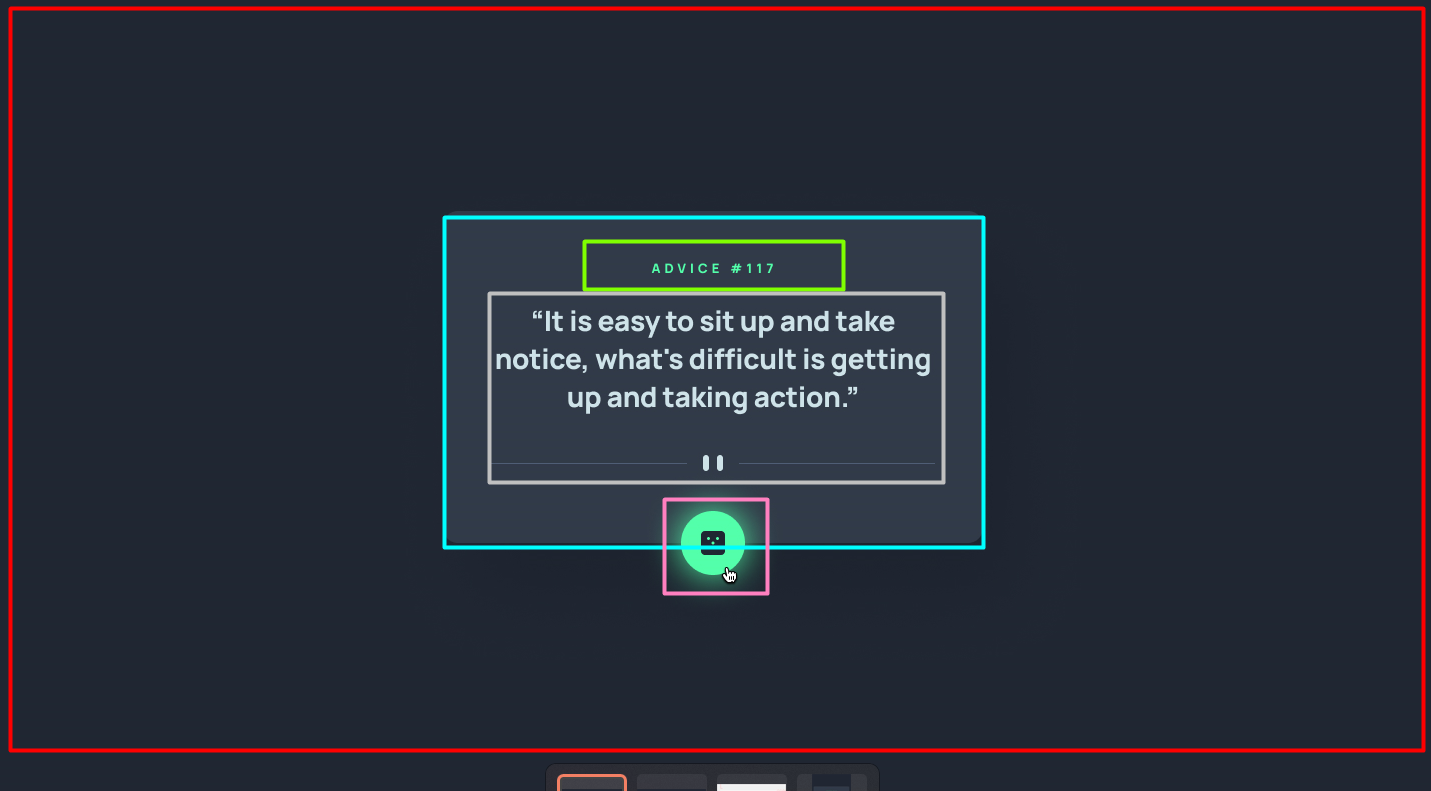 ADVICE #117
“It is easy to sit up and take
notice, what's difficult is getting
up and taking action.”